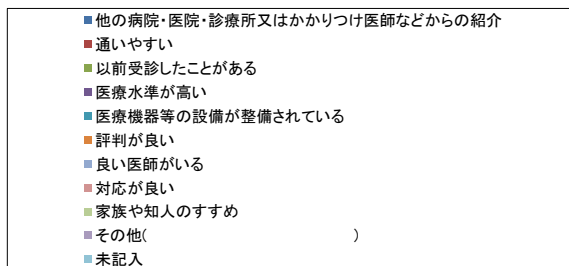 他の病院・医院・診療所又はかかりつけ医師などからの紹介
通いやすい
以前受診したことがある
医療水準が高い
医療機器等の設備が整備されている
評判が良い
良い医師がいる
対応が良い
家族や知人のすすめ
その他(　　　　　　　　　　　　　　)
未記入